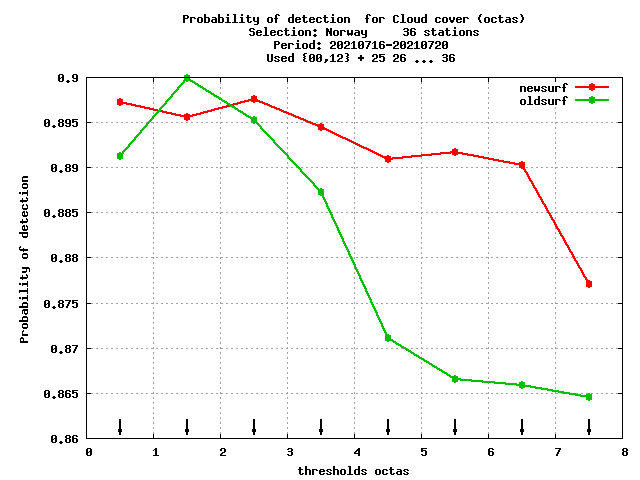 Probability of detection  for Cloud cover (octas)
Selection: Norway     36 stations
Period: 20210716-20210720
Used {00,12} + 25 26 ... 36
newsurf
oldsurf
0.9
0.895
0.89
0.885
0.88
0.875
0.87
0.865
0.86
Probability of detection
0 1 2 3 4 5 6 7 8
thresholds octas